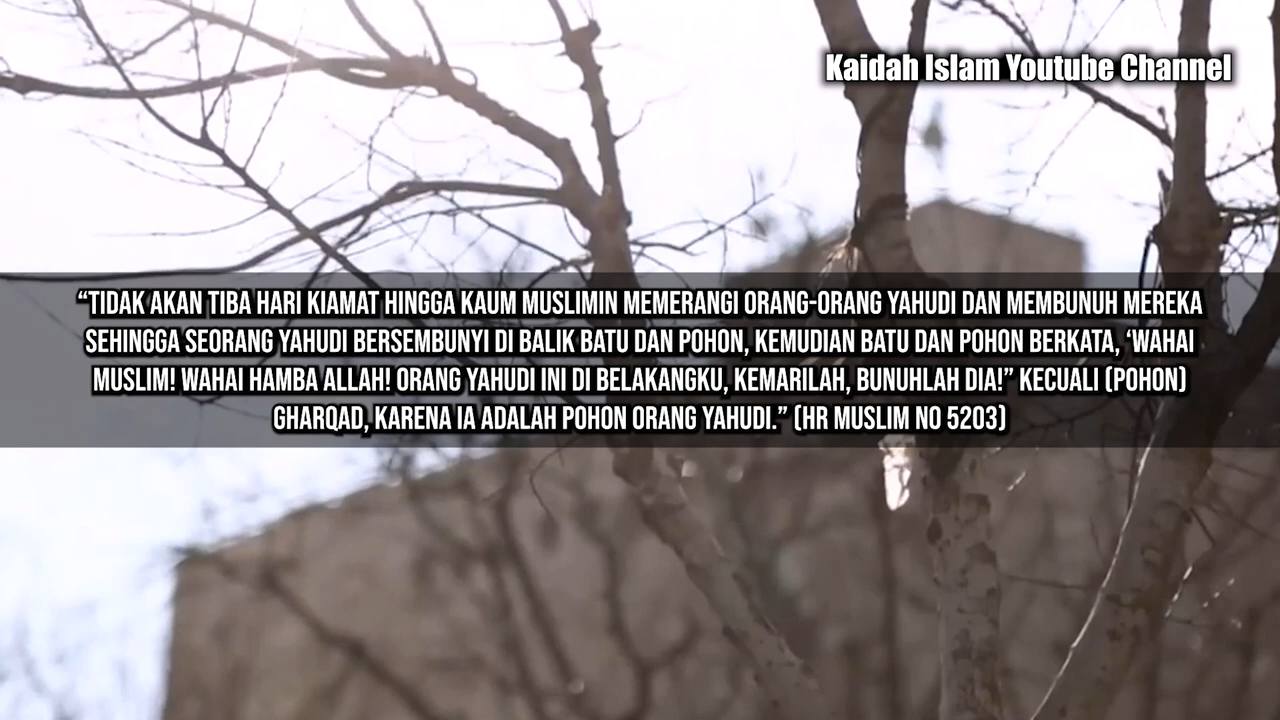 Kaidah Islam Youtube Channel
“TIDAK AKAN TIBA HARI KIAMAT HINGGA KAUM MUSLIMIN MEMERANGI ORANG-ORANG YAHUDI DAN MEMBUNUH MEREKA
SEHINGGA SEORANG YAHUDI BERSEMBUNYI DI BALIK BATU DAN POHON, KEMUDIAN BATU DAN POHON BERKATA, ‘WAHAI
MUSLIM! WAHAI HAMBA ALLAH! ORANG YAHUDI INI DI BELAKANGKU, KEMARILAH, BUNUHLAH DIA!” KECUALI (POHON)
GHARQAD, KARENA IA ADALAH POHON ORANG YAHUDI.” (HR MUSLIM NO 5203)